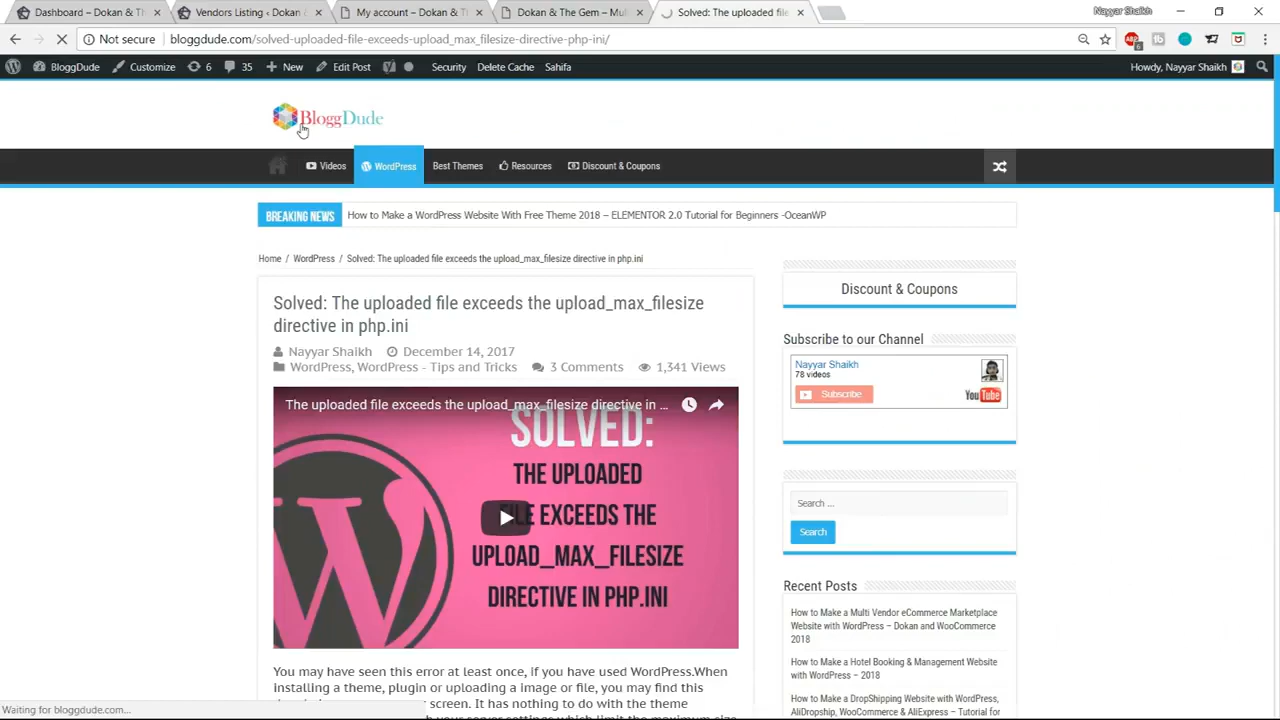 Dashboard ‹ Dokan & Th
Vendors Listing ‹ Dokan
My account – Dokan & T
Dokan & The Gem – Mult
Solved: The uploaded file
Nayyar Shaikh
Not secure
bloggdude.com/solved-uploaded-file-exceeds-upload_max_filesize-directive-php-ini/
BloggDude
Customize
6
35
New
Edit Post
Security
Delete Cache
Sahifa
Howdy, Nayyar Shaikh
BloggDude
Videos
WordPress
Best Themes
Resources
Discount & Coupons
BREAKING NEWS
How to Make a WordPress Website With Free Theme 2018 – ELEMENTOR 2.0 Tutorial for Beginners -OceanWP
Home / WordPress / Solved: The uploaded file exceeds the upload_max_filesize directive in php.ini
Solved: The uploaded file exceeds the upload_max_filesize
directive in php.ini
Nayyar Shaikh December 14, 2017
WordPress, WordPress - Tips and Tricks 3 Comments 1,341 Views
The uploaded file exceeds the upload_max_filesize directive in ...
SOLVED:
THE UPLOADED
FILE EXCEEDS THE
UPLOAD_MAX_FILESIZE
DIRECTIVE IN PHP.INI
You may have seen this error at least once, if you have used WordPress.When
installing a theme, plugin or uploading a image or file, you may find this
screen. It has nothing to do with the theme
your server settings which limit the maximum size
Discount & Coupons
Subscribe to our Channel
Nayyar Shaikh
78 videos
Subscribe
YouTube
Search ...
Search
Recent Posts
How to Make a Multi Vendor eCommerce Marketplace
Website with WordPress – Dokan and WooCommerce
2018
How to Make a Hotel Booking & Management Website
with WordPress – 2018
How to Make a DropShipping Website with WordPress,
AliDropship, WooCommerce & AliExpress – Tutorial for
Waiting for bloggdude.com...